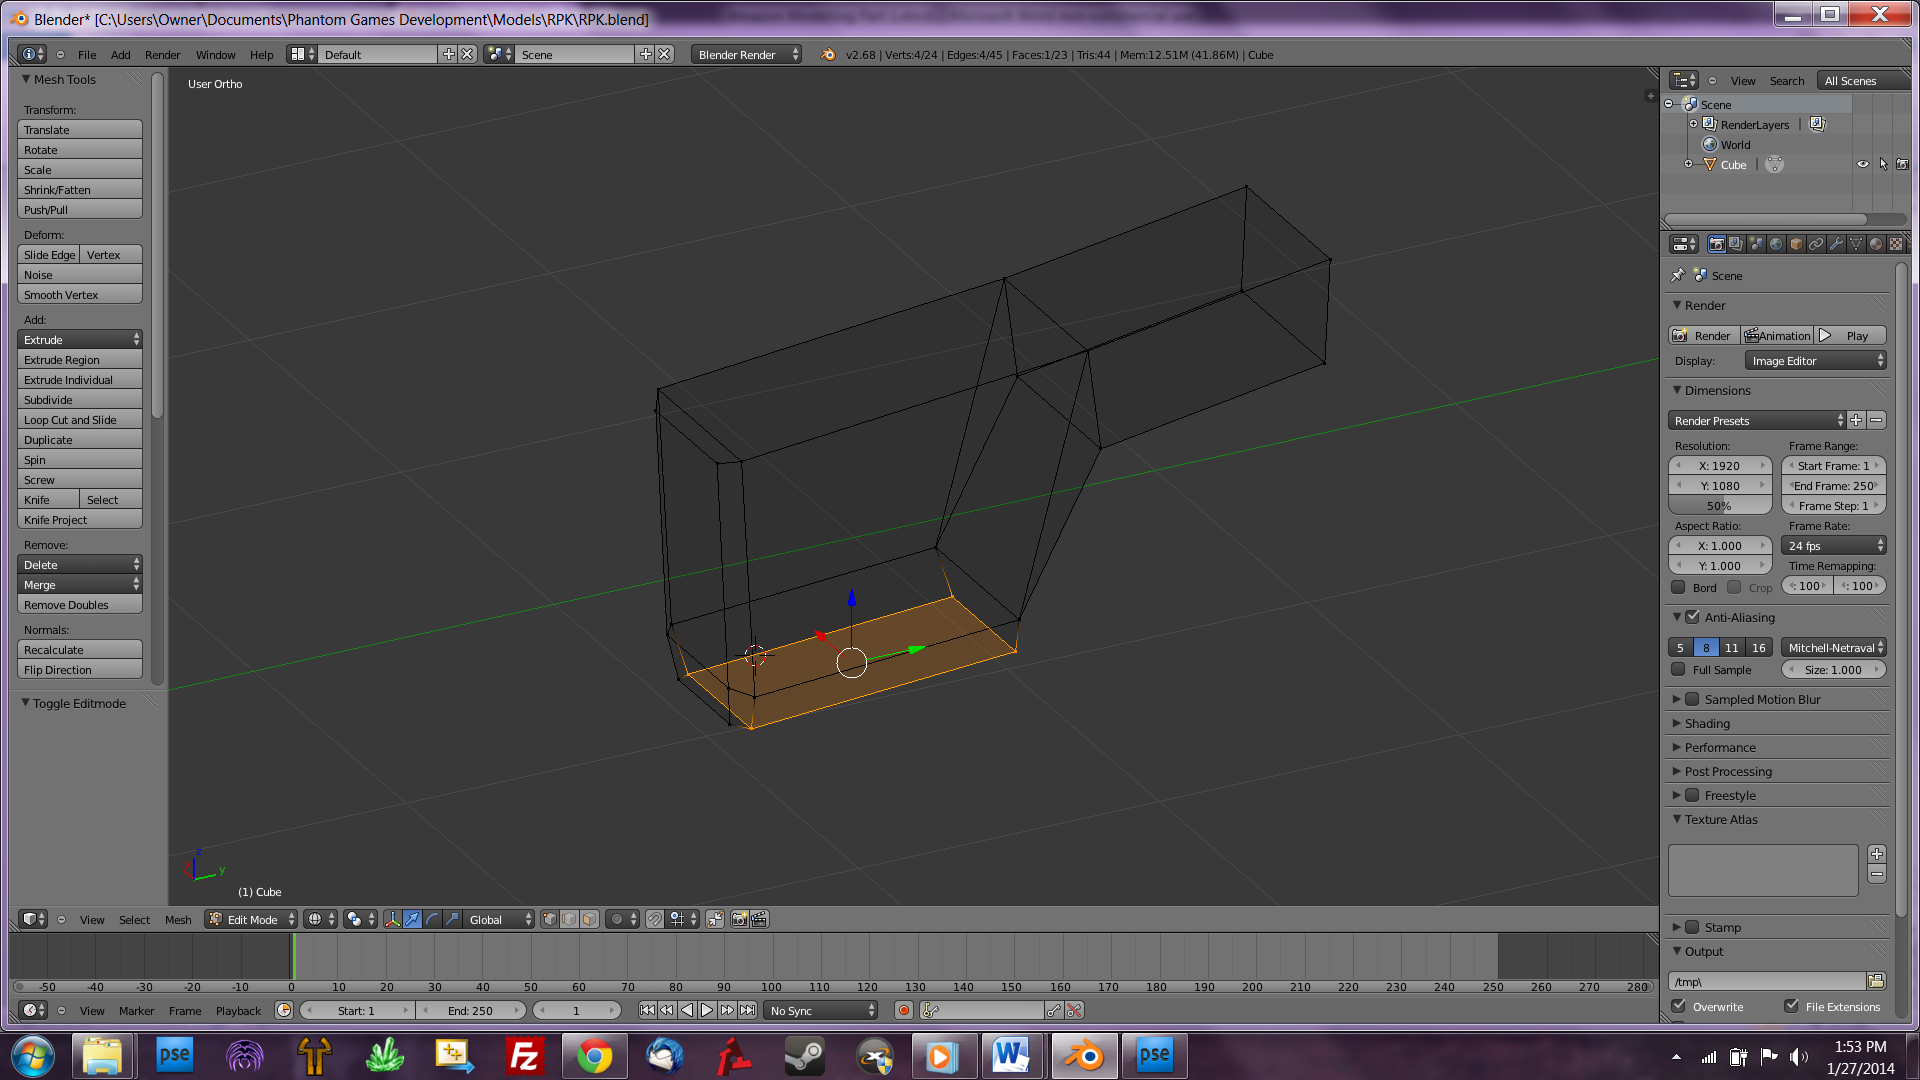 Blender* [C:\Users\Owner\Documents\Phantom Games Development\Models\RPK\RPK.blend]
File Add Render Window Help Default Scene Blender Render v2.68 | Verts:4/24 | Edges:4/45 | Faces:1/23 | Tris:44 | Mem:12.51M (41.86M) | Cube
Mesh Tools
Transform:
Translate
Rotate
Scale
Shrink/Fatten
Push/Pull
Deform:
Slide Edge Vertex
Noise
Smooth Vertex
Add:
Extrude
Extrude Region
Extrude Individual
Subdivide
Loop Cut and Slide
Duplicate
Spin
Screw
Knife Select
Knife Project
Remove:
Delete
Merge
Remove Doubles
Normals:
Recalculate
Flip Direction
Toggle Editmode
User Ortho
z
y
(1) Cube
View Select Mesh Edit Mode Global
-50 -40 -30 -20 -10 0 10 20 30 40 50 60 70 80 90 100 110 120 130 140 150 160 170 180 190 200 210 220 230 240 250 260 270 280
View Marker Frame Playback Start: 1 End: 250 1 No Sync
View Search All Scenes
Scene
RenderLayers |
World
Cube |
Scene
Render
Render Animation Play
Display: Image Editor
Dimensions
Render Presets
Resolution: Frame Range:
X: 1920 Start Frame: 1
Y: 1080 End Frame: 250
50% Frame Step: 1
Aspect Ratio: Frame Rate:
X: 1.000 24 fps
Y: 1.000 Time Remapping:
Bord Crop : 100 : 100
Anti-Aliasing
5 8 11 16 Mitchell-Netraval
Full Sample Size: 1.000
Sampled Motion Blur
Shading
Performance
Post Processing
Freestyle
Texture Atlas
Stamp
Output
/tmp\
Overwrite File Extensions
pse Fz W pse
1:53 PM
1/27/2014